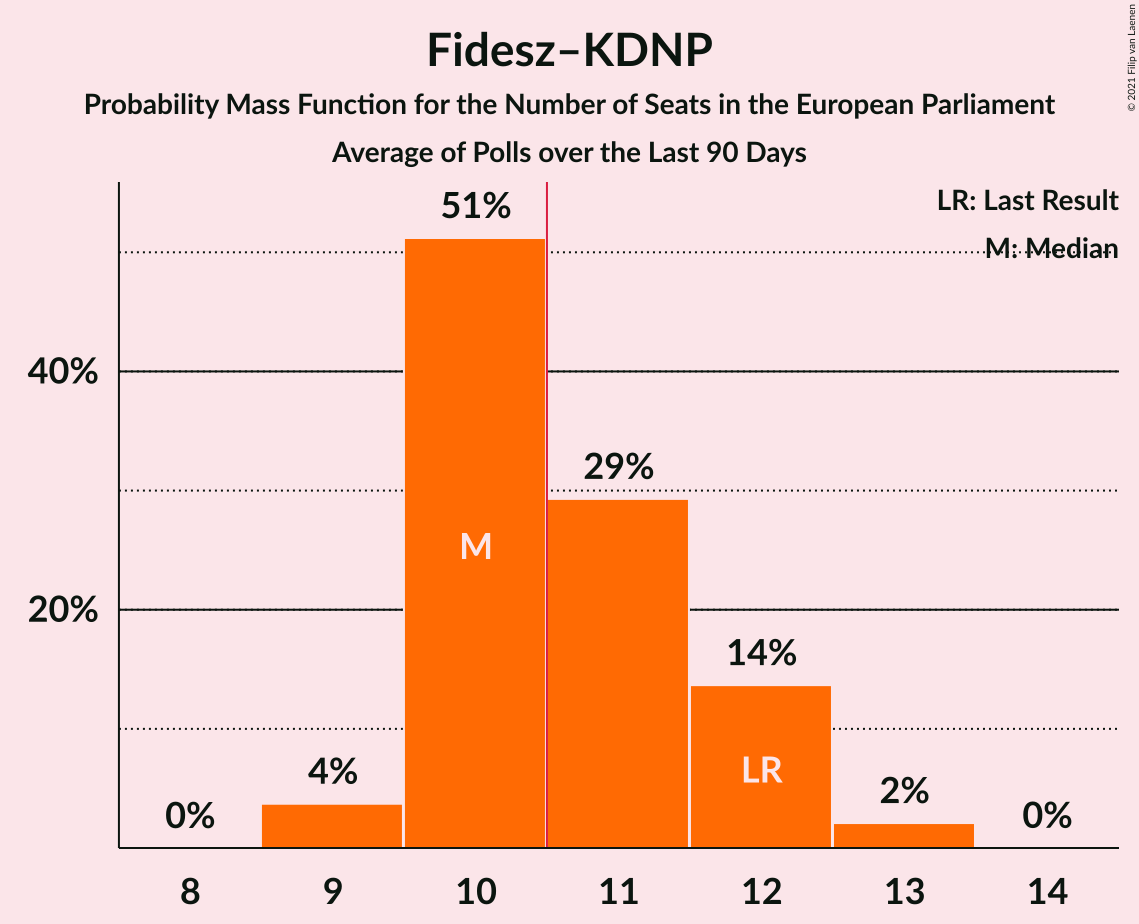 Fidesz–KDNP
Probability Mass Function for the Number of Seats in the European Parliament
Average of Polls over the Last 90 Days
© 2021 Filip van Laenen
LR: Last Result
M: Median
40%
20%
0%
4%
51%
29%
14%
2%
0%
M
LR
8 9 10 11 12 13 14